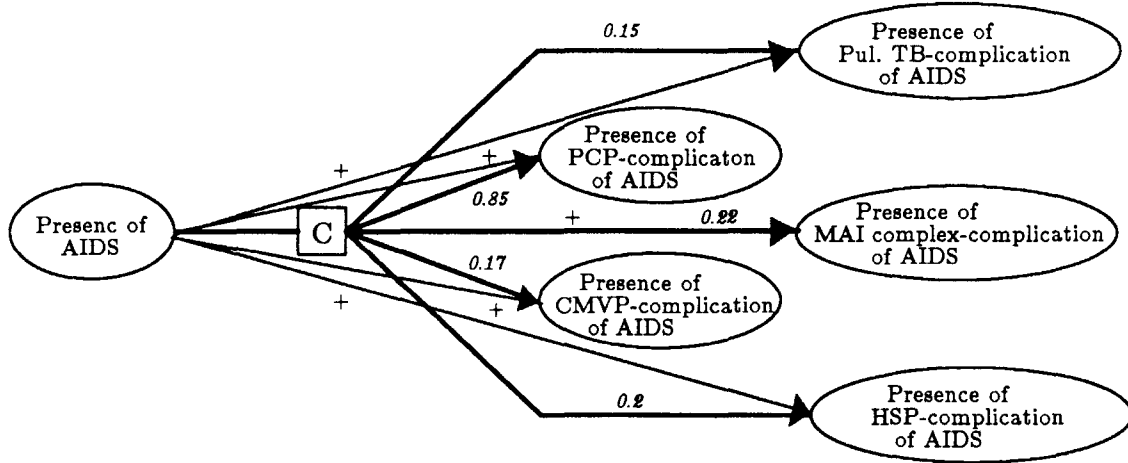 0.15
Presence of
Pul. TB-complication
of AIDS
+
+
Presence of
PCP-complicaton
of AIDS
0.85
Presenc of
AIDS
C
+
0.22
Presence of
MAI complex-complication
of AIDS
0.17
+
+
Presence of
CMVP-complication
of AIDS
0.2
Presence of
HSP-complication
of AIDS